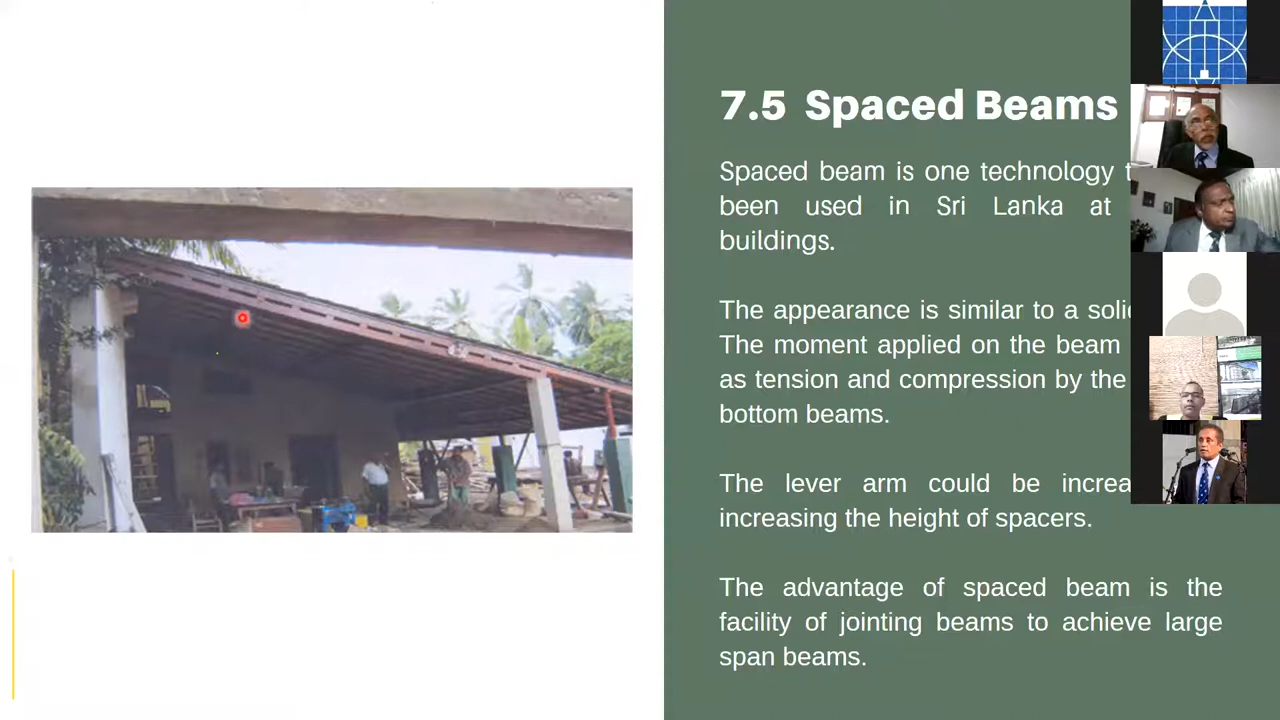 7.5 Spaced Beams
Spaced beam is one technology
been used in Sri Lanka at
buildings.
The appearance is similar to a
The moment applied on the beam
as tension and compression by the
bottom beams.
The lever arm could be
increasing the height of spacers.
The advantage of spaced beam is the
facility of jointing beams to achieve large
span beams.